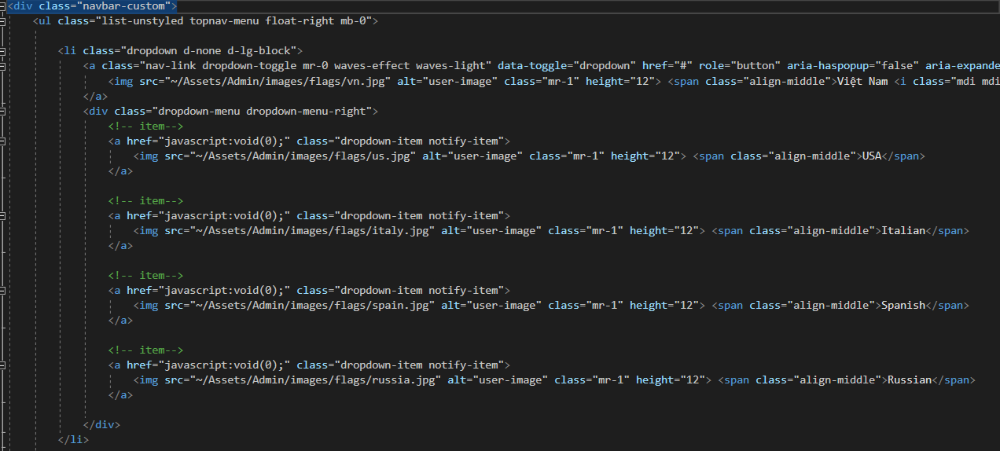 <div class="navbar-custom">
<ul class="list-unstyled topnav-menu float-right mb-0">
<li class="dropdown d-none d-lg-block">
<a class="nav-link dropdown-toggle mr-0 waves-effect waves-light" data-toggle="dropdown" href="#" role="button" aria-haspopup="false" aria-expande
<img src="~/Assets/Admin/images/flags/vn.jpg" alt="user-image" class="mr-1" height="12"> <span class="align-middle">Việt Nam <i class="mdi mdi
</a>
<div class="dropdown-menu dropdown-menu-right">
<!-- item-->
<a href="javascript:void(0);" class="dropdown-item notify-item">
<img src="~/Assets/Admin/images/flags/us.jpg" alt="user-image" class="mr-1" height="12"> <span class="align-middle">USA</span>
</a>
<!-- item-->
<a href="javascript:void(0);" class="dropdown-item notify-item">
<img src="~/Assets/Admin/images/flags/italy.jpg" alt="user-image" class="mr-1" height="12"> <span class="align-middle">Italian</span>
</a>
<!-- item-->
<a href="javascript:void(0);" class="dropdown-item notify-item">
<img src="~/Assets/Admin/images/flags/spain.jpg" alt="user-image" class="mr-1" height="12"> <span class="align-middle">Spanish</span>
</a>
<!-- item-->
<a href="javascript:void(0);" class="dropdown-item notify-item">
<img src="~/Assets/Admin/images/flags/russia.jpg" alt="user-image" class="mr-1" height="12"> <span class="align-middle">Russian</span>
</a>
</div>
</li>